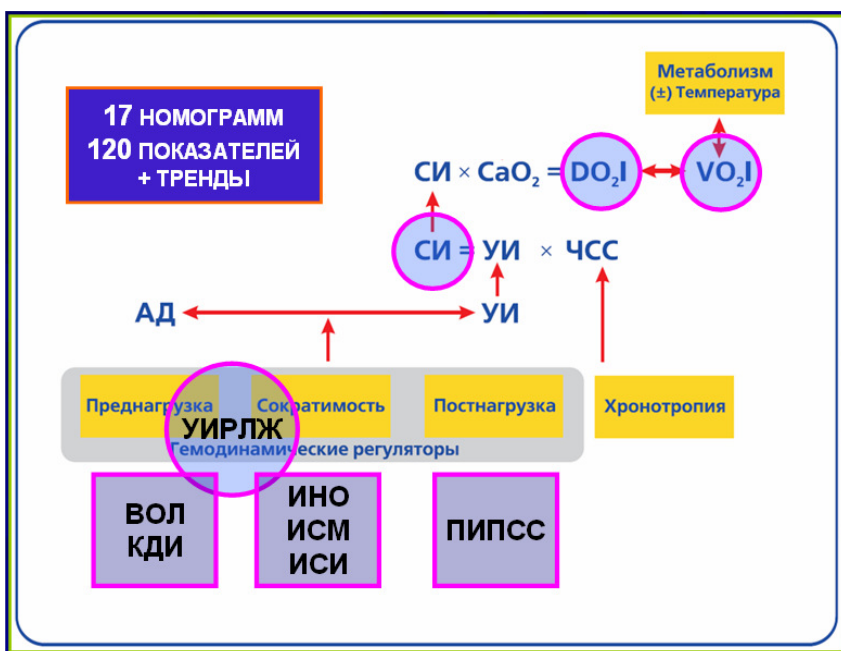 17 НОМОГРАММ
120 ПОКАЗАТЕЛЕЙ
+ ТРЕНДЫ
Метаболизм
(±) Температура
СИ × CaO₂ = DO₂I VO₂I
СИ = УИ × ЧСС
АД УИ
Преднагрузка Сократимость Постнагрузка Хронотропия
УИРЛЖ
Гемодинамические регуляторы
ВОЛ
КДИ
ИНО
ИСМ
ИСИ
ПИПСС